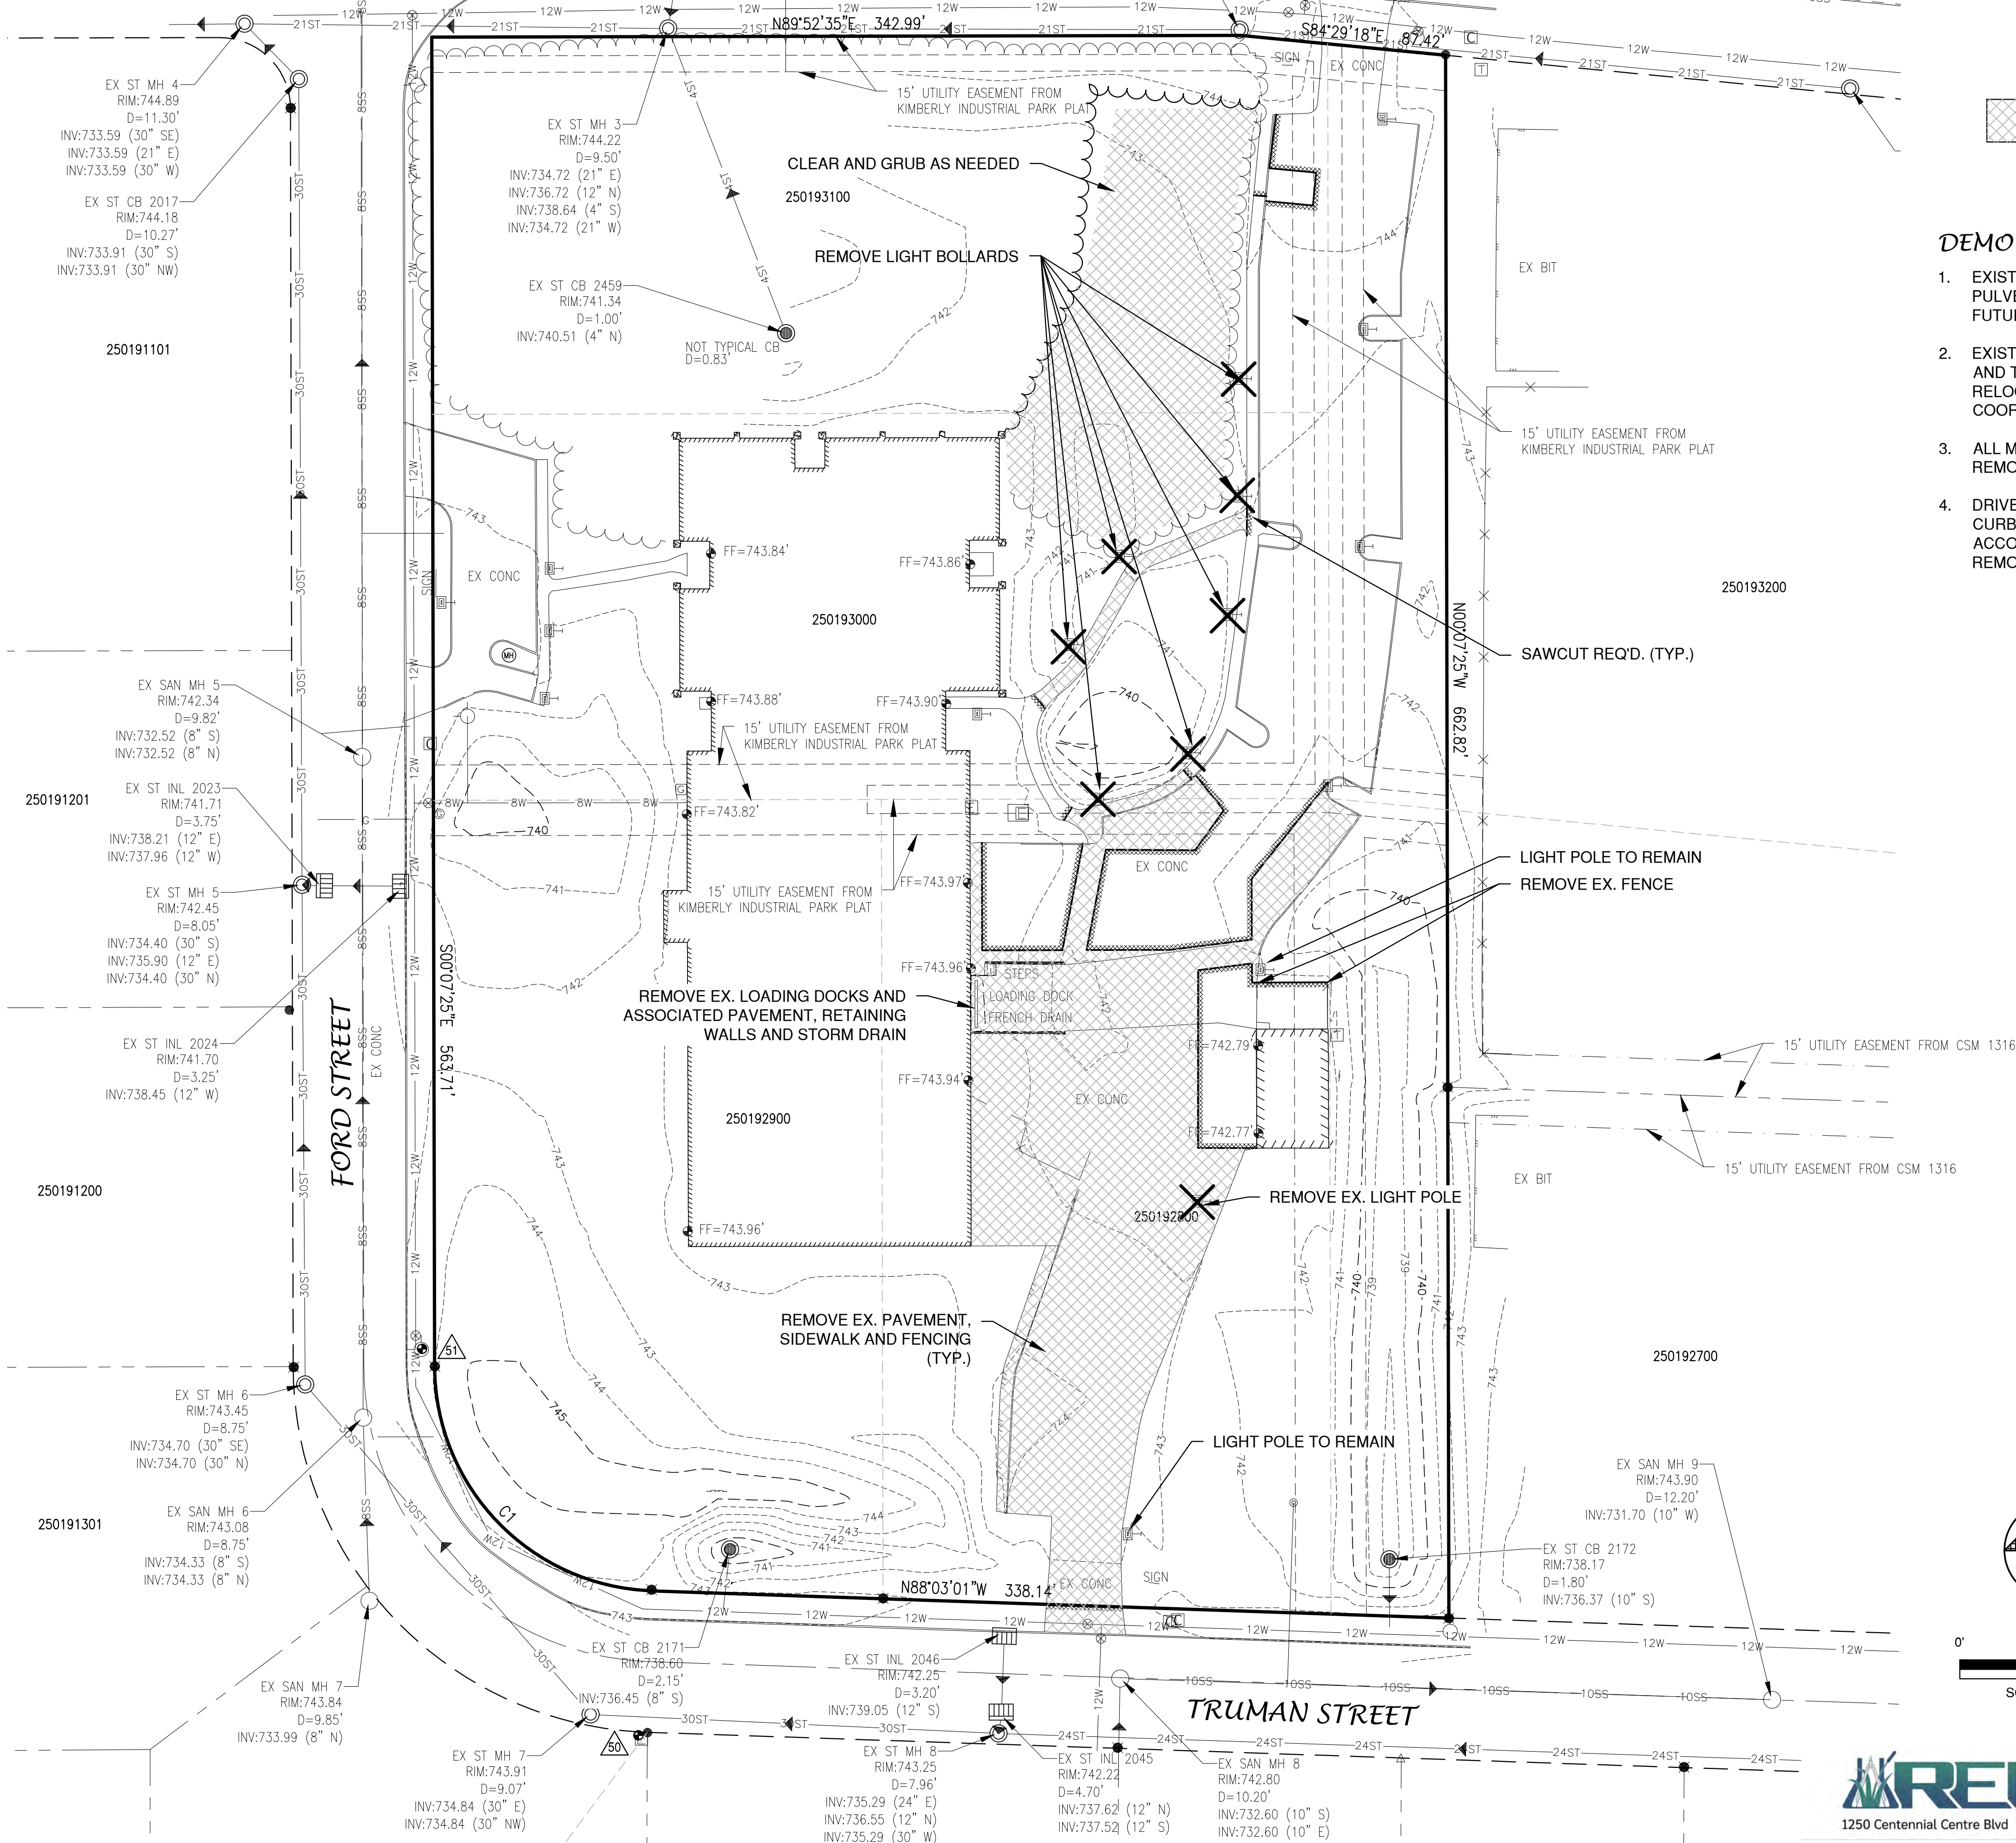 N89°52'35"E 342.99'
S84°29'18"E 87.42'
SIGN
EX CONC
C
T
EX ST MH 4
RIM:744.89
D=11.30'
INV:733.59 (30" SE)
INV:733.59 (21" E)
INV:733.59 (30" W)
EX ST CB 2017
RIM:744.18
D=10.27'
INV:733.91 (30" S)
INV:733.91 (30" NW)
EX ST MH 3
RIM:744.22
D=9.50'
INV:734.72 (21" E)
INV:736.72 (12" N)
INV:738.64 (4" S)
INV:734.72 (21" W)
15' UTILITY EASEMENT FROM
KIMBERLY INDUSTRIAL PARK PLAT
CLEAR AND GRUB AS NEEDED
250193100
REMOVE LIGHT BOLLARDS
EX ST CB 2459
RIM:741.34
D=1.00'
INV:740.51 (4" N)
NOT TYPICAL CB
D=0.83'
250191101
EX BIT
DEMO
1. EXIST
PULVE
FUTU
2. EXIST
AND T
RELOC
COOR
3. ALL M
REMO
4. DRIVE
CURB
ACCO
REMO
15' UTILITY EASEMENT FROM
KIMBERLY INDUSTRIAL PARK PLAT
250193200
SAWCUT REQ'D. (TYP.)
N00°07'25"W 662.82'
SIGN
EX CONC
MH
FF=743.84'
FF=743.86'
250193000
FF=743.88'
FF=743.90'
15' UTILITY EASEMENT FROM
KIMBERLY INDUSTRIAL PARK PLAT
FF=743.82'
EX SAN MH 5
RIM:742.34
D=9.82'
INV:732.52 (8" S)
INV:732.52 (8" N)
250191201
EX ST INL 2023
RIM:741.71
D=3.75'
INV:738.21 (12" E)
INV:737.96 (12" W)
EX ST MH 5
RIM:742.45
D=8.05'
INV:734.40 (30" S)
INV:735.90 (12" E)
INV:734.40 (30" N)
15' UTILITY EASEMENT FROM
KIMBERLY INDUSTRIAL PARK PLAT
FF=743.97'
EX CONC
LIGHT POLE TO REMAIN
REMOVE EX. FENCE
FF=743.96'
STEPS
LOADING DOCK
FRENCH DRAIN
REMOVE EX. LOADING DOCKS AND
ASSOCIATED PAVEMENT, RETAINING
WALLS AND STORM DRAIN
S00°07'25"E 563.71'
FORD STREET
EX CONC
EX ST INL 2024
RIM:741.70
D=3.25'
INV:738.45 (12" W)
FF=742.79'
FF=743.94'
EX CONC
FF=742.77'
250192900
15' UTILITY EASEMENT FROM CSM 1316
15' UTILITY EASEMENT FROM CSM 1316
EX BIT
250191200
REMOVE EX. LIGHT POLE
250192800
FF=743.96'
REMOVE EX. PAVEMENT,
SIDEWALK AND FENCING
(TYP.)
250192700
51
EX ST MH 6
RIM:743.45
D=8.75'
INV:734.70 (30" SE)
INV:734.70 (30" N)
EX SAN MH 6
RIM:743.08
D=8.75'
INV:734.33 (8" S)
INV:734.33 (8" N)
250191301
C1
LIGHT POLE TO REMAIN
EX SAN MH 9
RIM:743.90
D=12.20'
INV:731.70 (10" W)
EX ST CB 2172
RIM:738.17
D=1.80'
INV:736.37 (10" S)
N88°03'01"W 338.14'
EX CONC
SIGN
EX ST CB 2171
RIM:738.60
D=2.15'
INV:736.45 (8" S)
EX ST INL 2046
RIM:742.25
D=3.20'
INV:739.05 (12" S)
EX SAN MH 7
RIM:743.84
D=9.85'
INV:733.99 (8" N)
TRUMAN STREET
50
EX ST MH 7
RIM:743.91
D=9.07'
INV:734.84 (30" E)
INV:734.84 (30" NW)
EX ST MH 8
RIM:743.25
D=7.96'
INV:735.29 (24" E)
INV:736.55 (12" N)
INV:735.29 (30" W)
EX ST INL 2045
RIM:742.22
D=4.70'
INV:737.62 (12" N)
INV:737.52 (12" S)
EX SAN MH 8
RIM:742.80
D=10.20'
INV:732.60 (10" S)
INV:732.60 (10" E)
0'
1250 Centennial Centre Blvd